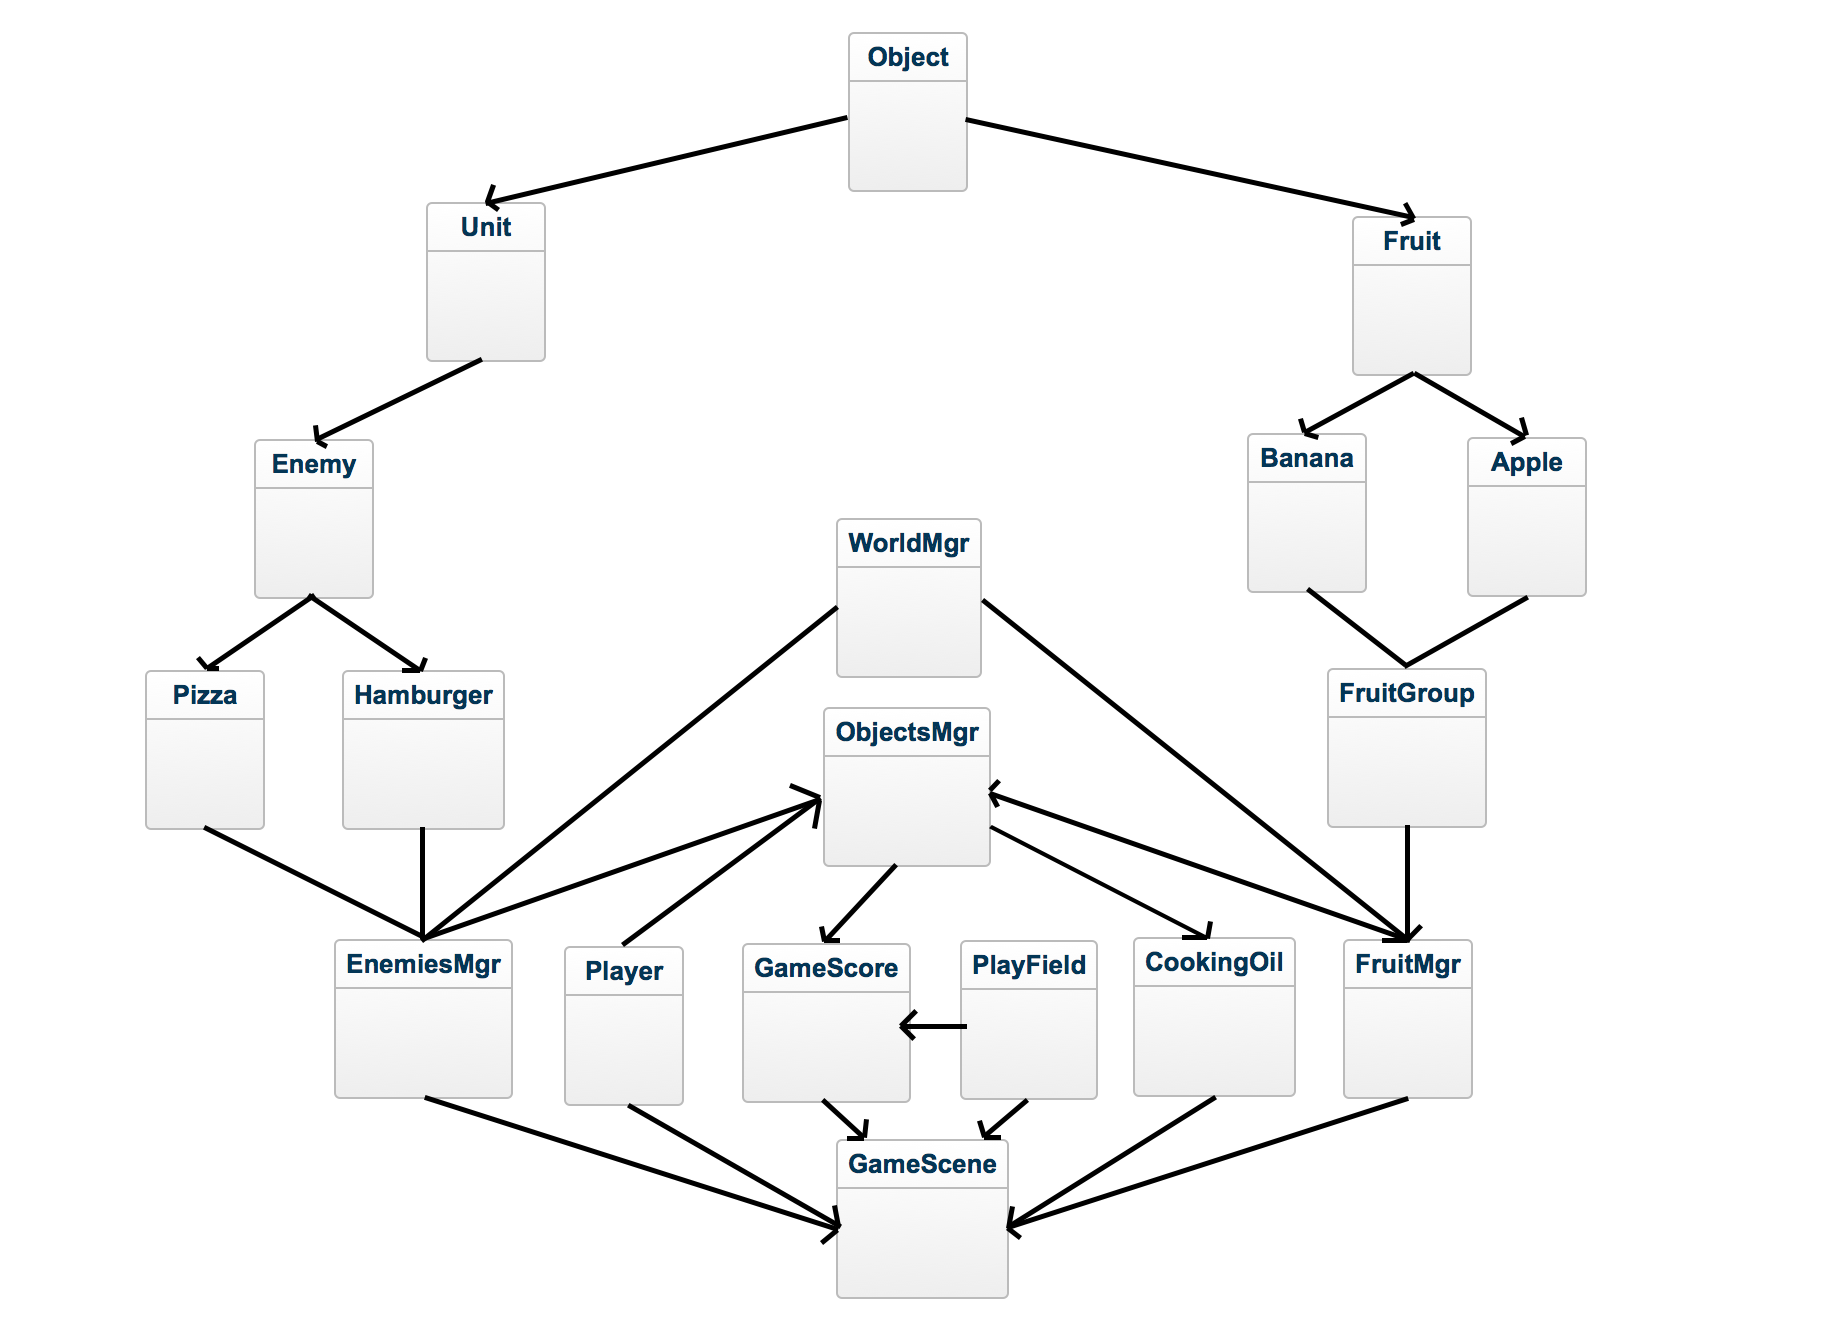 Object
Unit
Fruit
Enemy
Banana
Apple
WorldMgr
Pizza
Hamburger
ObjectsMgr
FruitGroup
EnemiesMgr
Player
GameScore
PlayField
CookingOil
FruitMgr
GameScene